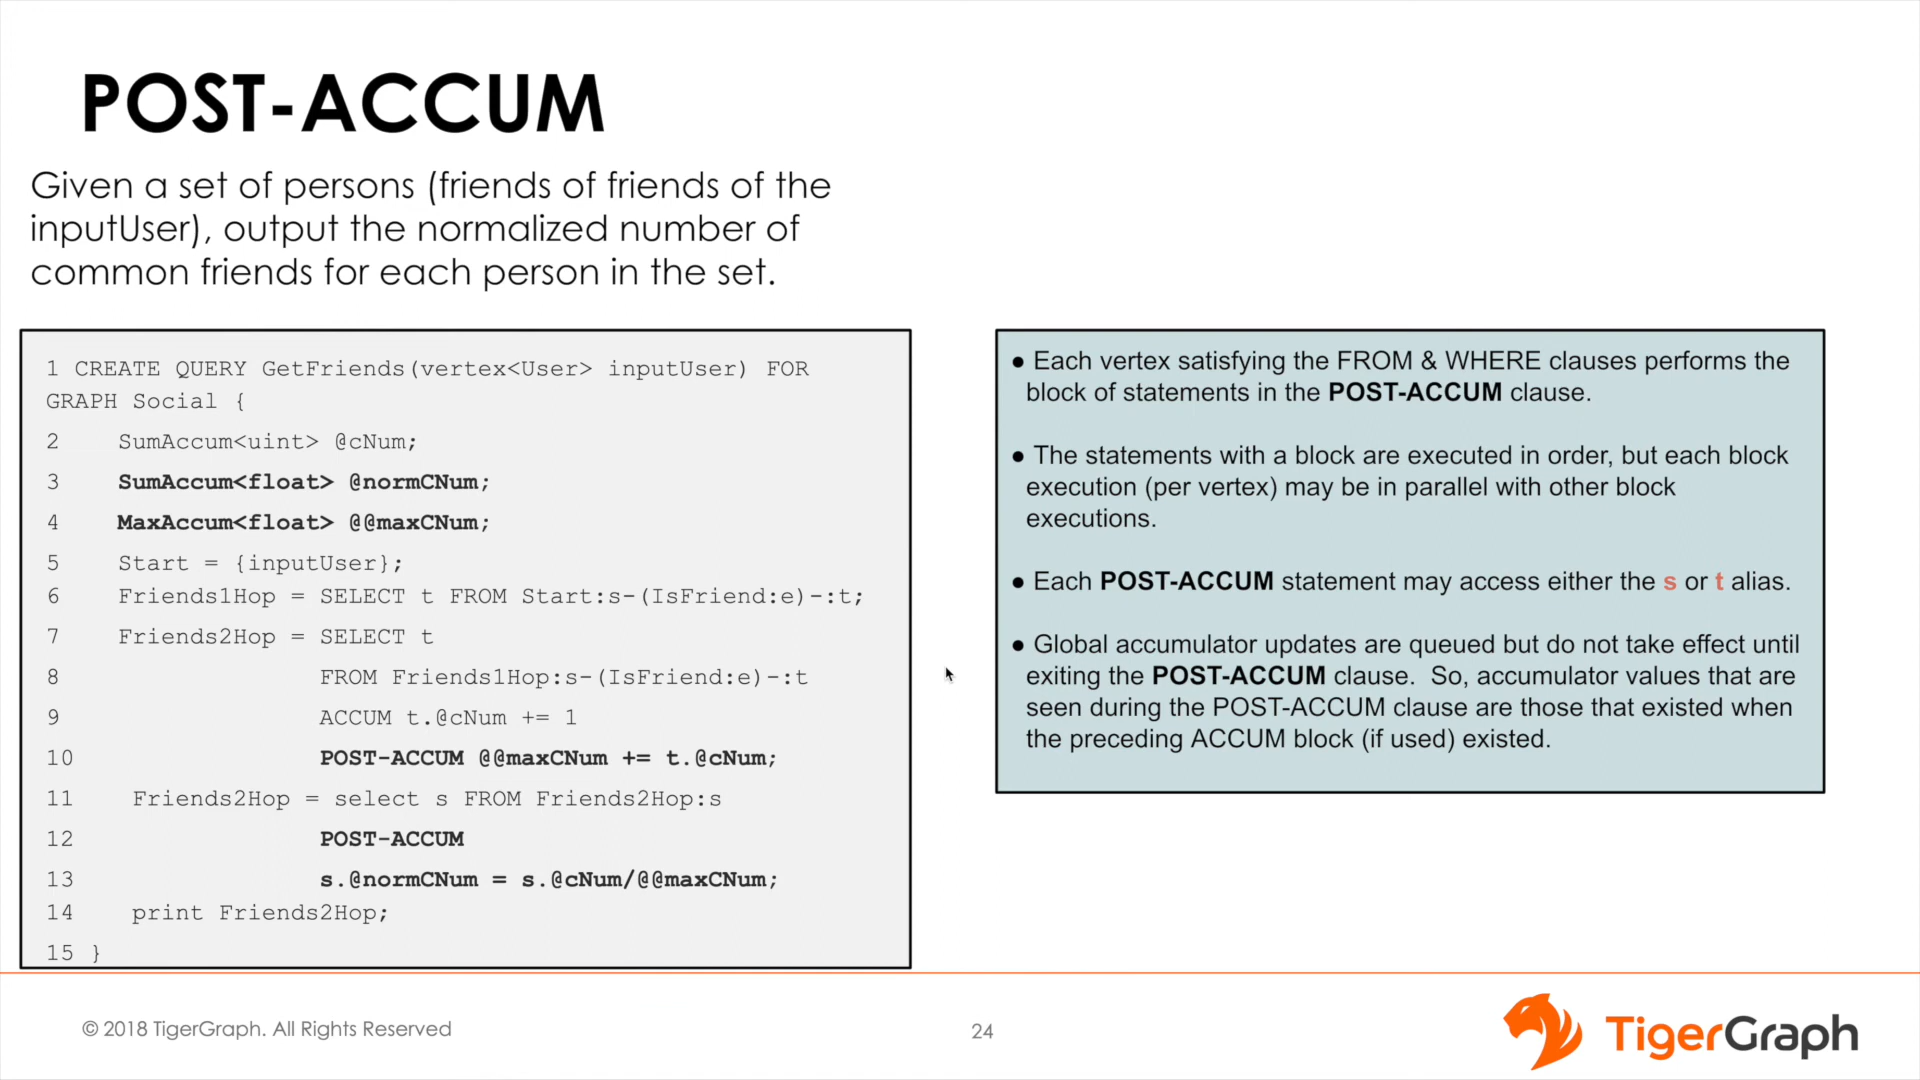 POST-ACCUM
Given a set of persons (friends of friends of the
inputUser), output the normalized number of
common friends for each person in the set.
1 CREATE QUERY GetFriends(vertex<User> inputUser) FOR
GRAPH Social {
2 SumAccum<uint> @cNum;
3 SumAccum<float> @normCNum;
4 MaxAccum<float> @@maxCNum;
5 Start = {inputUser};
6 Friends1Hop = SELECT t FROM Start:s-(IsFriend:e)-:t;
7 Friends2Hop = SELECT t
8 FROM Friends1Hop:s-(IsFriend:e)-:t
9 ACCUM t.@cNum += 1
10 POST-ACCUM @@maxCNum += t.@cNum;
11 Friends2Hop = select s FROM Friends2Hop:s
12 POST-ACCUM
13 s.@normCNum = s.@cNum/@@maxCNum;
14 print Friends2Hop;
15 }
● Each vertex satisfying the FROM & WHERE clauses performs the
block of statements in the POST-ACCUM clause.
● The statements with a block are executed in order, but each block
execution (per vertex) may be in parallel with other block
executions.
● Each POST-ACCUM statement may access either the s or t alias.
● Global accumulator updates are queued but do not take effect until
exiting the POST-ACCUM clause. So, accumulator values that are
seen during the POST-ACCUM clause are those that existed when
the preceding ACCUM block (if used) existed.
© 2018 TigerGraph. All Rights Reserved
24
TigerGraph